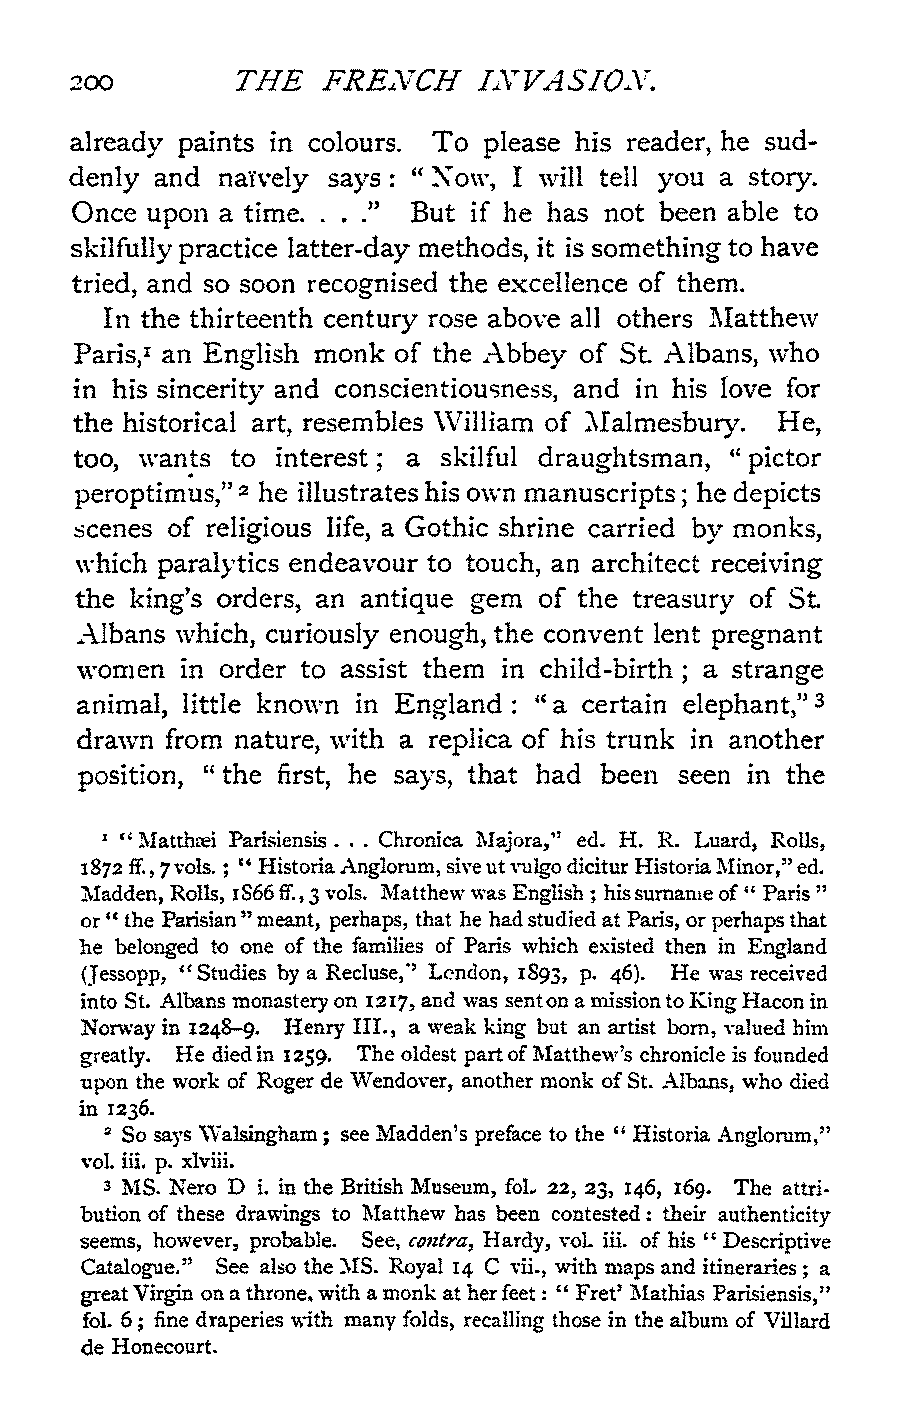 200 THE FRENCH INVASION.
already paints in colours. To please his reader, he sud-
denly and naïvely says : “ Now, I will tell you a story.
Once upon a time. . . .” But if he has not been able to
skilfully practice latter-day methods, it is something to have
tried, and so soon recognised the excellence of them.
In the thirteenth century rose above all others Matthew
Paris,¹ an English monk of the Abbey of St. Albans, who
in his sincerity and conscientiousness, and in his love for
the historical art, resembles William of Malmesbury. He,
too, wants to interest ; a skilful draughtsman, “ pictor
peroptimus,” ² he illustrates his own manuscripts ; he depicts
scenes of religious life, a Gothic shrine carried by monks,
which paralytics endeavour to touch, an architect receiving
the king’s orders, an antique gem of the treasury of St.
Albans which, curiously enough, the convent lent pregnant
women in order to assist them in child-birth ; a strange
animal, little known in England : “ a certain elephant,” ³
drawn from nature, with a replica of his trunk in another
position, “ the first, he says, that had been seen in the
¹ “ Matthæi Parisiensis . . . Chronica Majora,” ed. H. R. Luard, Rolls,
1872 ff., 7 vols. ; “ Historia Anglorum, sive ut vulgo dicitur Historia Minor,” ed.
Madden, Rolls, 1866 ff., 3 vols. Matthew was English ; his surname of “ Paris ”
or “ the Parisian ” meant, perhaps, that he had studied at Paris, or perhaps that
he belonged to one of the families of Paris which existed then in England
(Jessopp, “ Studies by a Recluse,” London, 1893, p. 46). He was received
into St. Albans monastery on 1217, and was sent on a mission to King Hacon in
Norway in 1248–9. Henry III., a weak king but an artist born, valued him
greatly. He died in 1259. The oldest part of Matthew’s chronicle is founded
upon the work of Roger de Wendover, another monk of St. Albans, who died
in 1236.
² So says Walsingham ; see Madden’s preface to the “ Historia Anglorum,”
vol. iii. p. xlviii.
³ MS. Nero D i. in the British Museum, fol. 22, 23, 146, 169. The attri-
bution of these drawings to Matthew has been contested : their authenticity
seems, however, probable. See, contra, Hardy, vol. iii. of his “ Descriptive
Catalogue.” See also the MS. Royal 14 C vii., with maps and itineraries ; a
great Virgin on a throne, with a monk at her feet : “ Fret’ Mathias Parisiensis,”
fol. 6 ; fine draperies with many folds, recalling those in the album of Villard
de Honecourt.